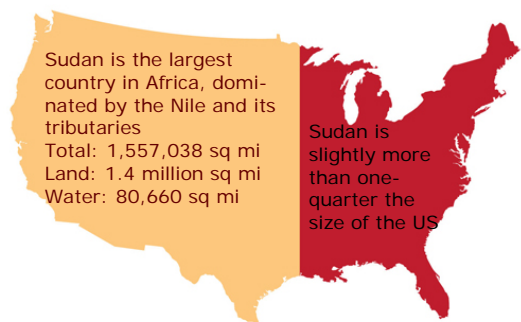 Sudan is the largest
country in Africa, domi-
nated by the Nile and its
tributaries
Total: 1,557,038 sq mi
Land: 1.4 million sq mi
Water: 80,660 sq mi
Sudan is
slightly more
than one-
quarter the
size of the US